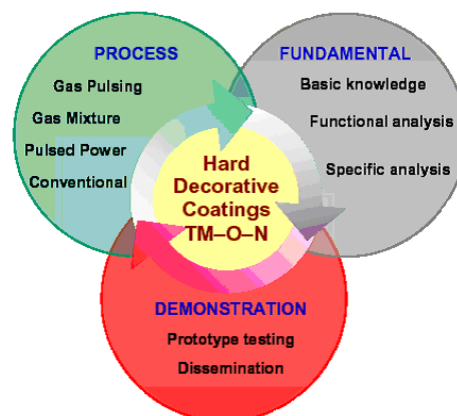 PROCESS
Gas Pulsing
Gas Mixture
Pulsed Power
Conventional
FUNDAMENTAL
Basic knowledge
Functional analysis
Specific analysis
Hard
Decorative
Coatings
TM–O–N
DEMONSTRATION
Prototype testing
Dissemination